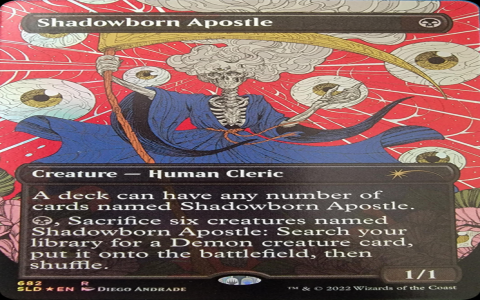 Shadowborn Apostle
Creature — Human Cleric
A deck can have any number of
cards named Shadowborn Apostle.
, Sacrifice six creatures named
Shadowborn Apostle: Search your
library for a Demon creature card,
put it onto the battlefield, then
shuffle.
1/1
682 R
SLD ★ EN DIEGO ANDRADE
™ & © 2022 Wizards of the Coast